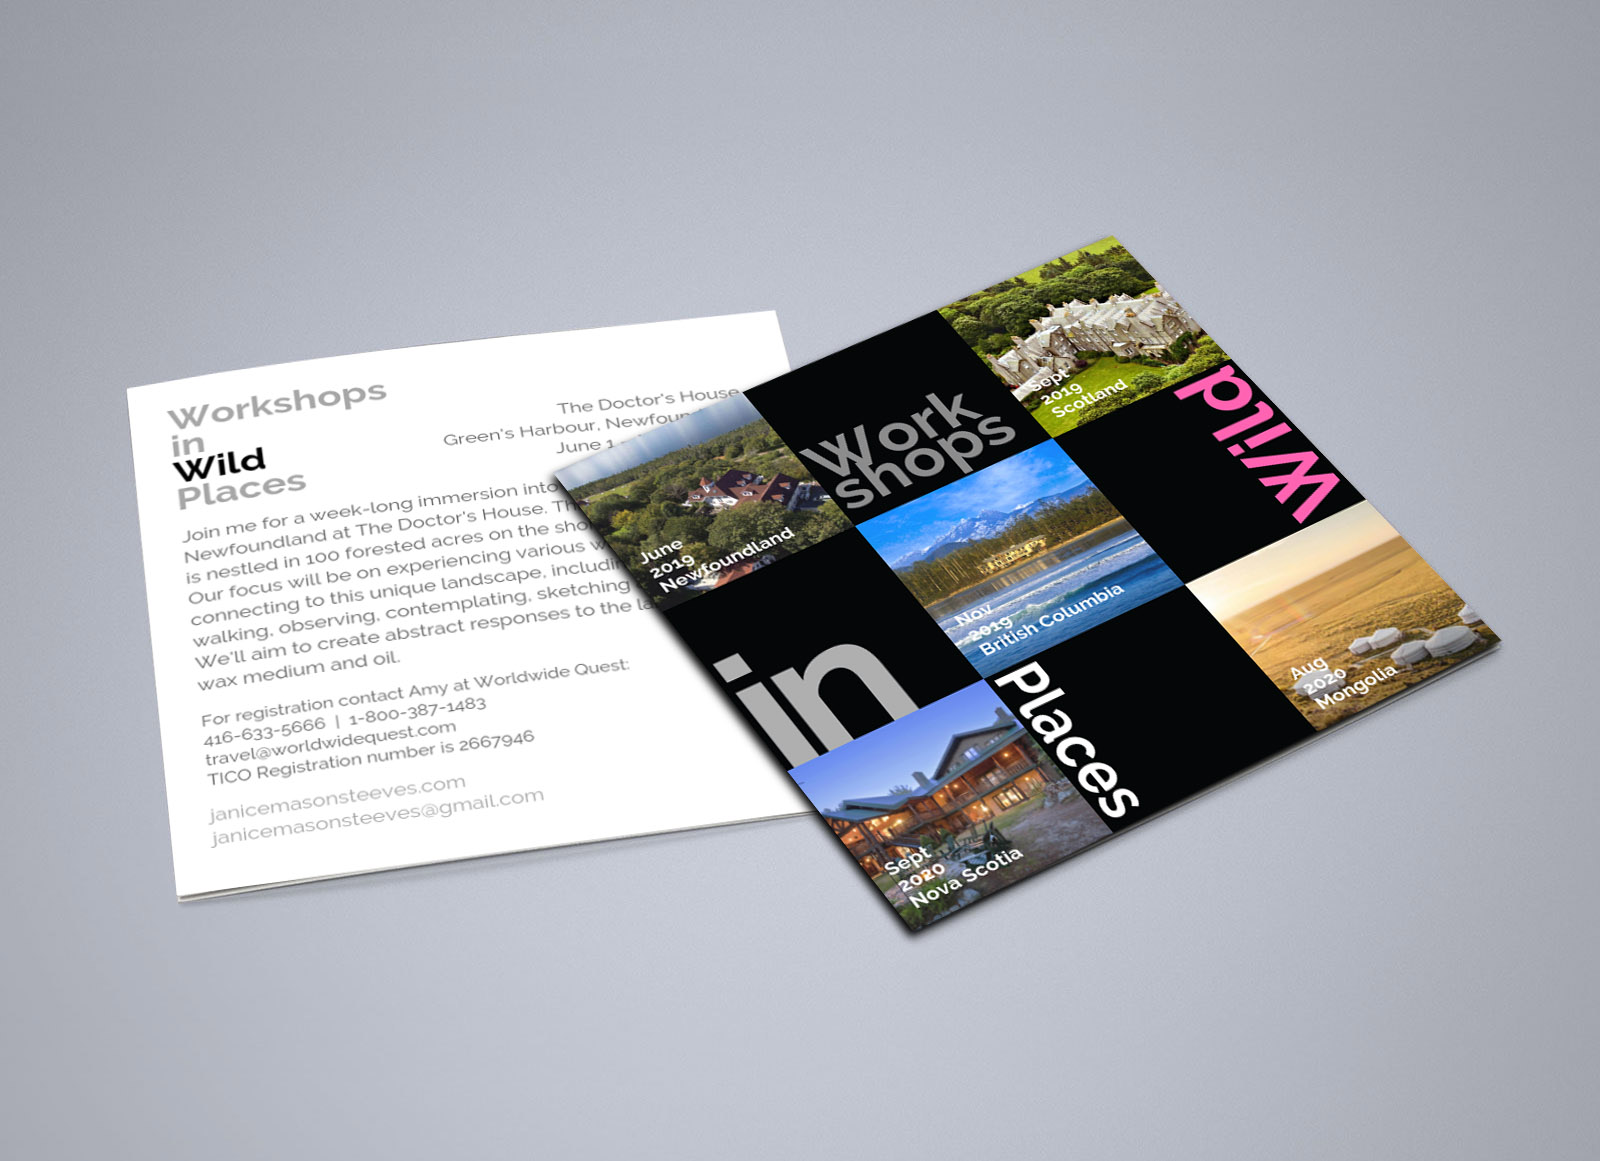 Workshops
in
Wild
Places
The Doctor's House
Green's Harbour, Newfoundland
June 1
Join me for a week-long immersion into
Newfoundland at The Doctor's House.
is nestled in 100 forested acres on the
Our focus will be on experiencing various
connecting to this unique landscape,
walking, observing, contemplating, sketching
We'll aim to create abstract responses to the
wax medium and oil.
For registration contact Amy at Worldwide Quest:
416-633-5666 | 1-800-387-1483
travel@worldwidequest.com
TICO Registration number is 2667946
janicemasonsteeves.com
janicemasonsteeves@gmail.com
June
2019
Newfoundland
Work
shops
Sept
2019
Scotland
in
Nov
2019
British Columbia
Wild
Sept
2020
Nova Scotia
Places
Aug
2020
Mongolia